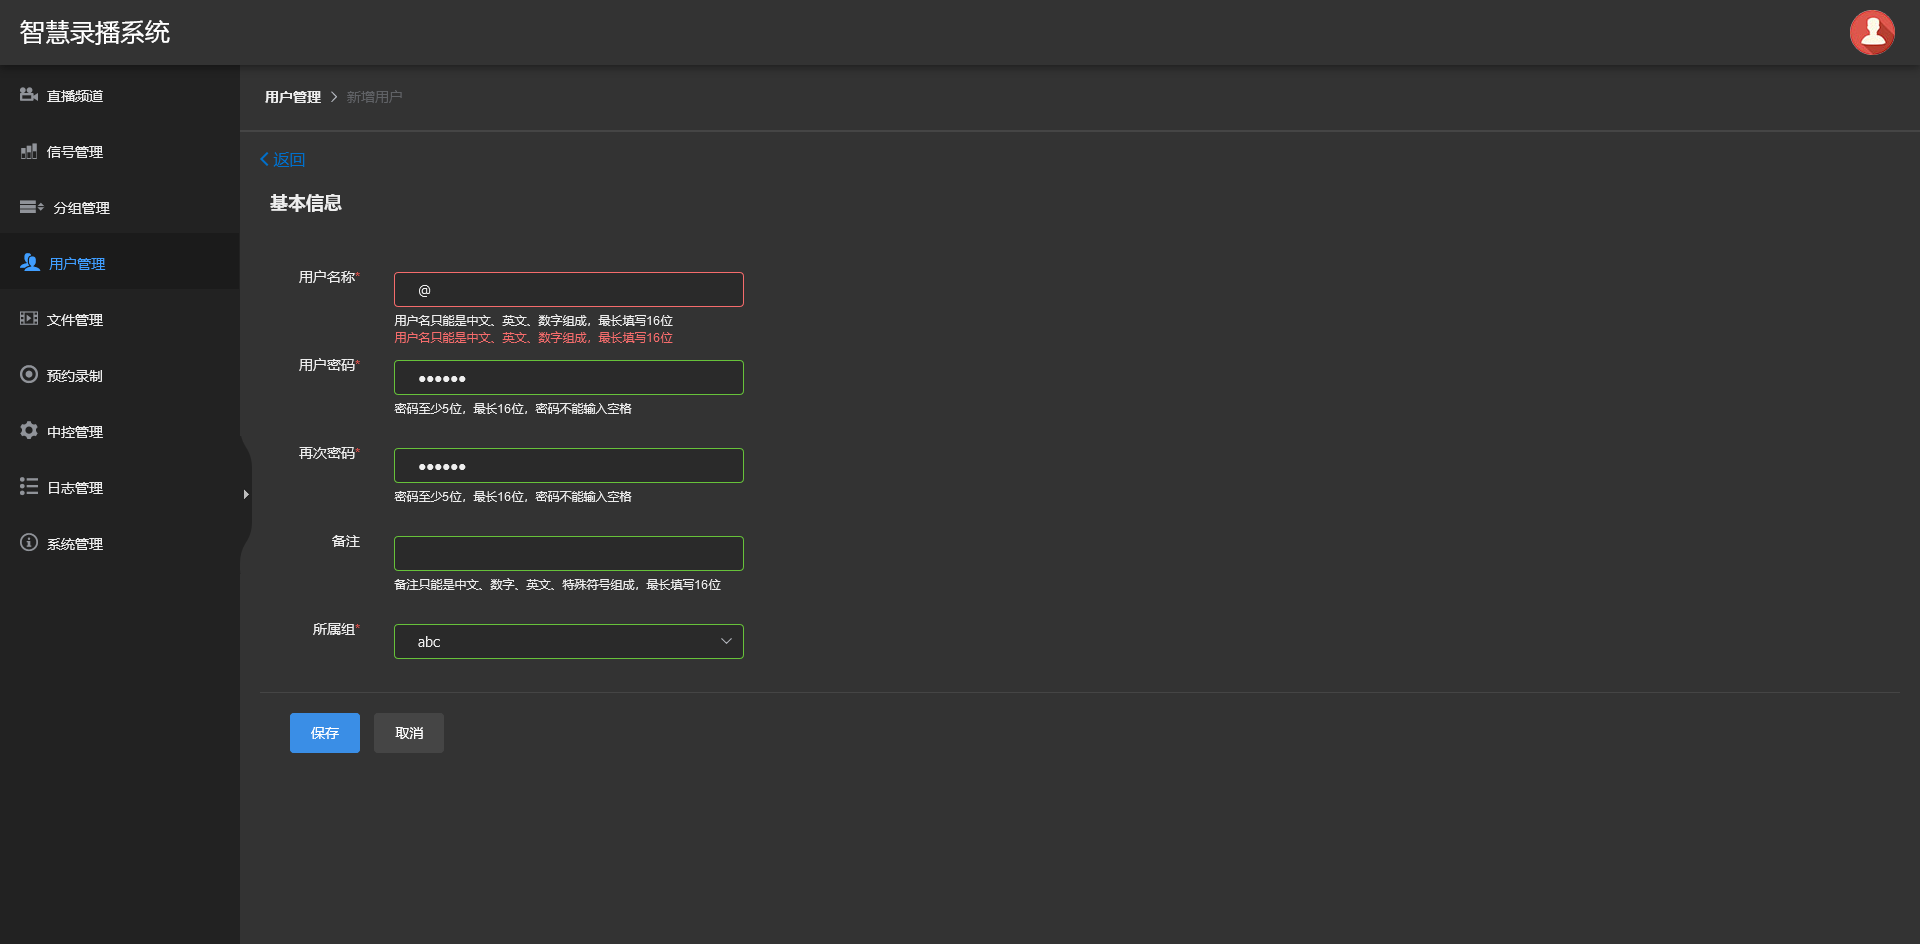 智慧录播系统
直播频道
信号管理
分组管理
用户管理
文件管理
预约录制
中控管理
日志管理
系统管理
用户管理 > 新增用户
返回
基本信息
用户名称*
@
用户名只能是中文、英文、数字组成，最长填写16位
用户名只能是中文、英文、数字组成，最长填写16位
用户密码*
●●●●●●
密码至少5位，最长16位，密码不能输入空格
再次密码*
●●●●●●
密码至少5位，最长16位，密码不能输入空格
备注
备注只能是中文、数字、英文、特殊符号组成，最长填写16位
所属组*
abc
保存
取消